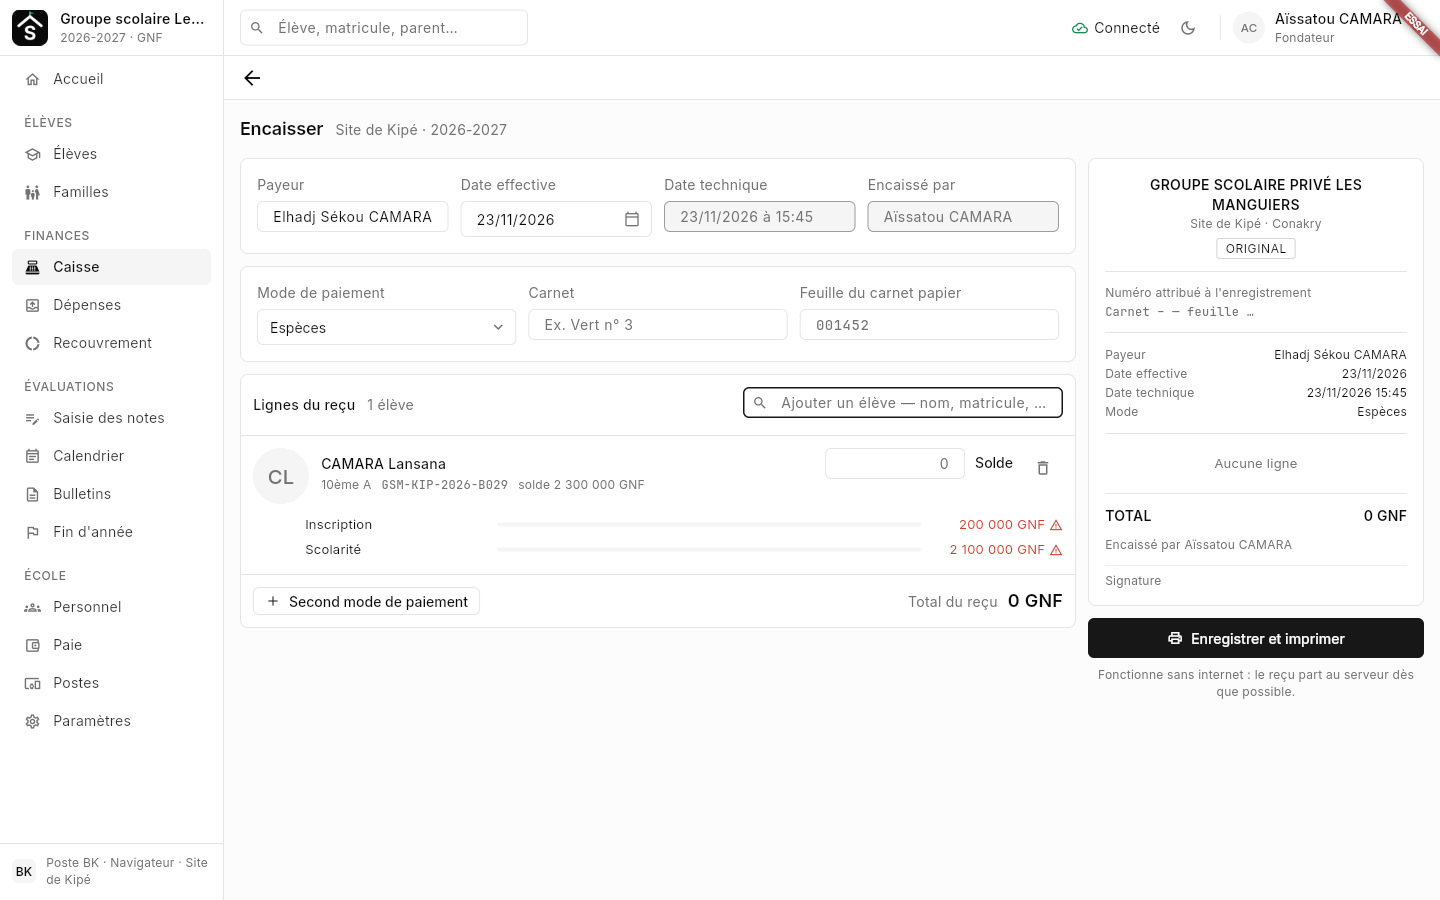 Groupe scolaire Le...
2026-2027 · GNF
Élève, matricule, parent...
Connecté
AC
Aïssatou CAMARA
Fondateur
ESSAI
Accueil
ÉLÈVES
Élèves
Familles
FINANCES
Caisse
Dépenses
Recouvrement
ÉVALUATIONS
Saisie des notes
Calendrier
Bulletins
Fin d'année
ÉCOLE
Personnel
Paie
Postes
Paramètres
BK
Poste BK · Navigateur · Site
de Kipé
Encaisser Site de Kipé · 2026-2027
Payeur
Elhadj Sékou CAMARA
Date effective
23/11/2026
Date technique
23/11/2026 à 15:45
Encaissé par
Aïssatou CAMARA
Mode de paiement
Espèces
Carnet
Ex. Vert n° 3
Feuille du carnet papier
001452
Lignes du reçu 1 élève
Ajouter un élève — nom, matricule, ...
CL
CAMARA Lansana
10ème A GSM-KIP-2026-B029 solde 2 300 000 GNF
0
Solde
Inscription
200 000 GNF
Scolarité
2 100 000 GNF
Second mode de paiement
Total du reçu 0 GNF
GROUPE SCOLAIRE PRIVÉ LES
MANGUIERS
Site de Kipé · Conakry
ORIGINAL
Numéro attribué à l'enregistrement
Carnet – — feuille …
Payeur Elhadj Sékou CAMARA
Date effective 23/11/2026
Date technique 23/11/2026 15:45
Mode Espèces
Aucune ligne
TOTAL 0 GNF
Encaissé par Aïssatou CAMARA
Signature
Enregistrer et imprimer
Fonctionne sans internet : le reçu part au serveur dès
que possible.